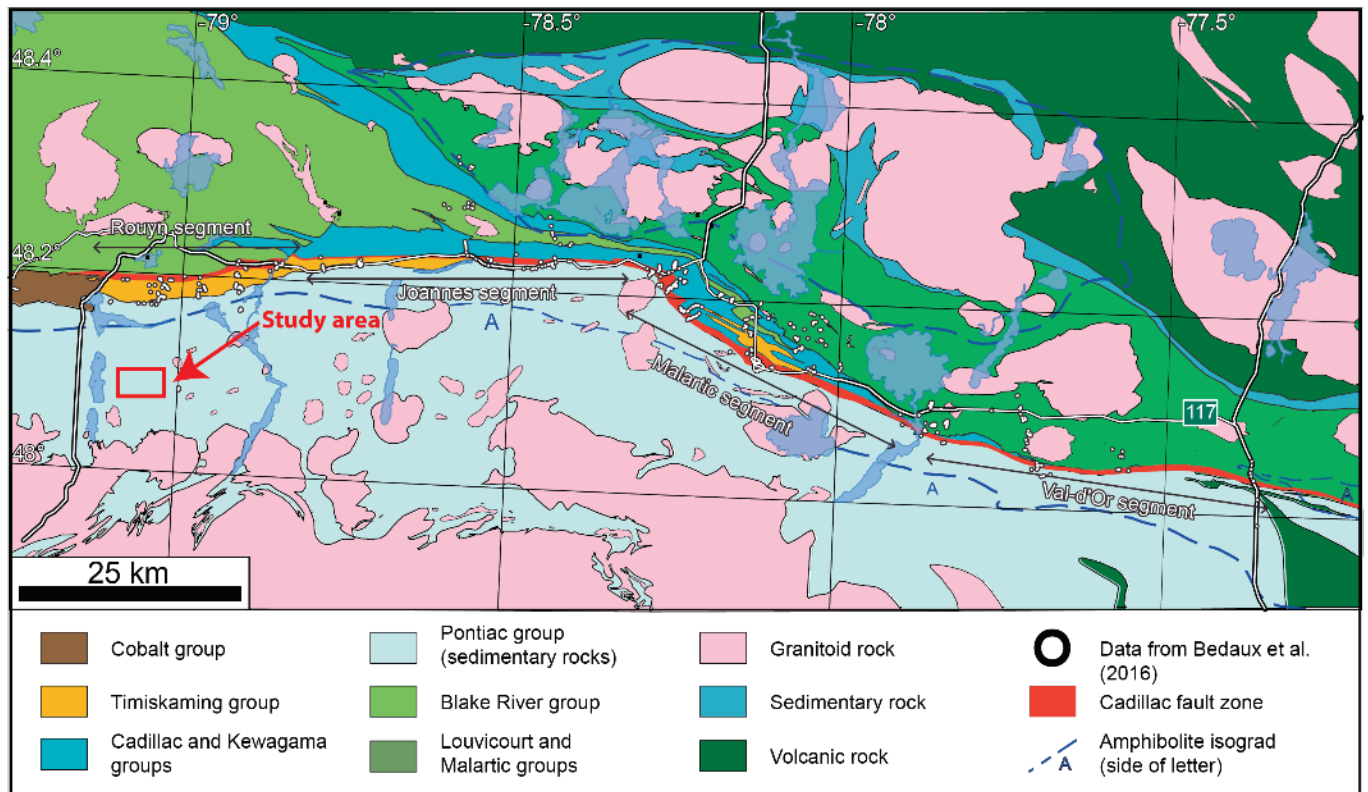 -79°
-78.5°
-78°
-77.5°
48.4°
48.2°
48°
Rouyn segment
Joannes segment
A
Study area
Malartic segment
117
A
Val-d'Or segment
A
25 km
Cobalt group
Timiskaming group
Cadillac and Kewagama
groups
Pontiac group
(sedimentary rocks)
Blake River group
Louvicourt and
Malartic groups
Granitoid rock
Sedimentary rock
Volcanic rock
Data from Bedaux et al.
(2016)
Cadillac fault zone
Amphibolite isograd
(side of letter)
A